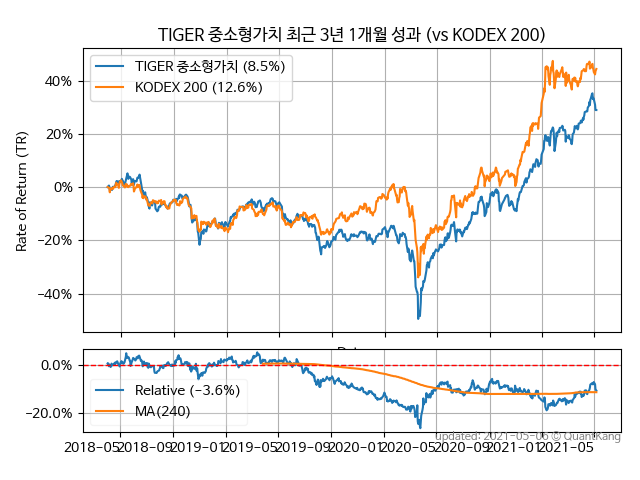 TIGER 중소형가치 최근 3년 1개월 성과 (vs KODEX 200)
TIGER 중소형가치 (8.5%)
KODEX 200 (12.6%)
Rate of Return (TR)
40%
20%
0%
−20%
−40%
0.0%
−20.0%
Relative (−3.6%)
MA(240)
2018-05 2018-09 2019-01 2019-05 2019-09 2020-01 2020-05 2020-09 2021-01 2021-05
updated: 2021-05-06 © QuantKang